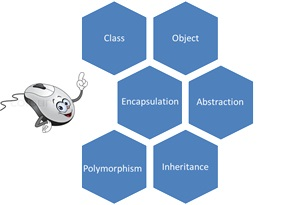 Class
Object
Encapsulation
Abstraction
Polymorphism
Inheritance